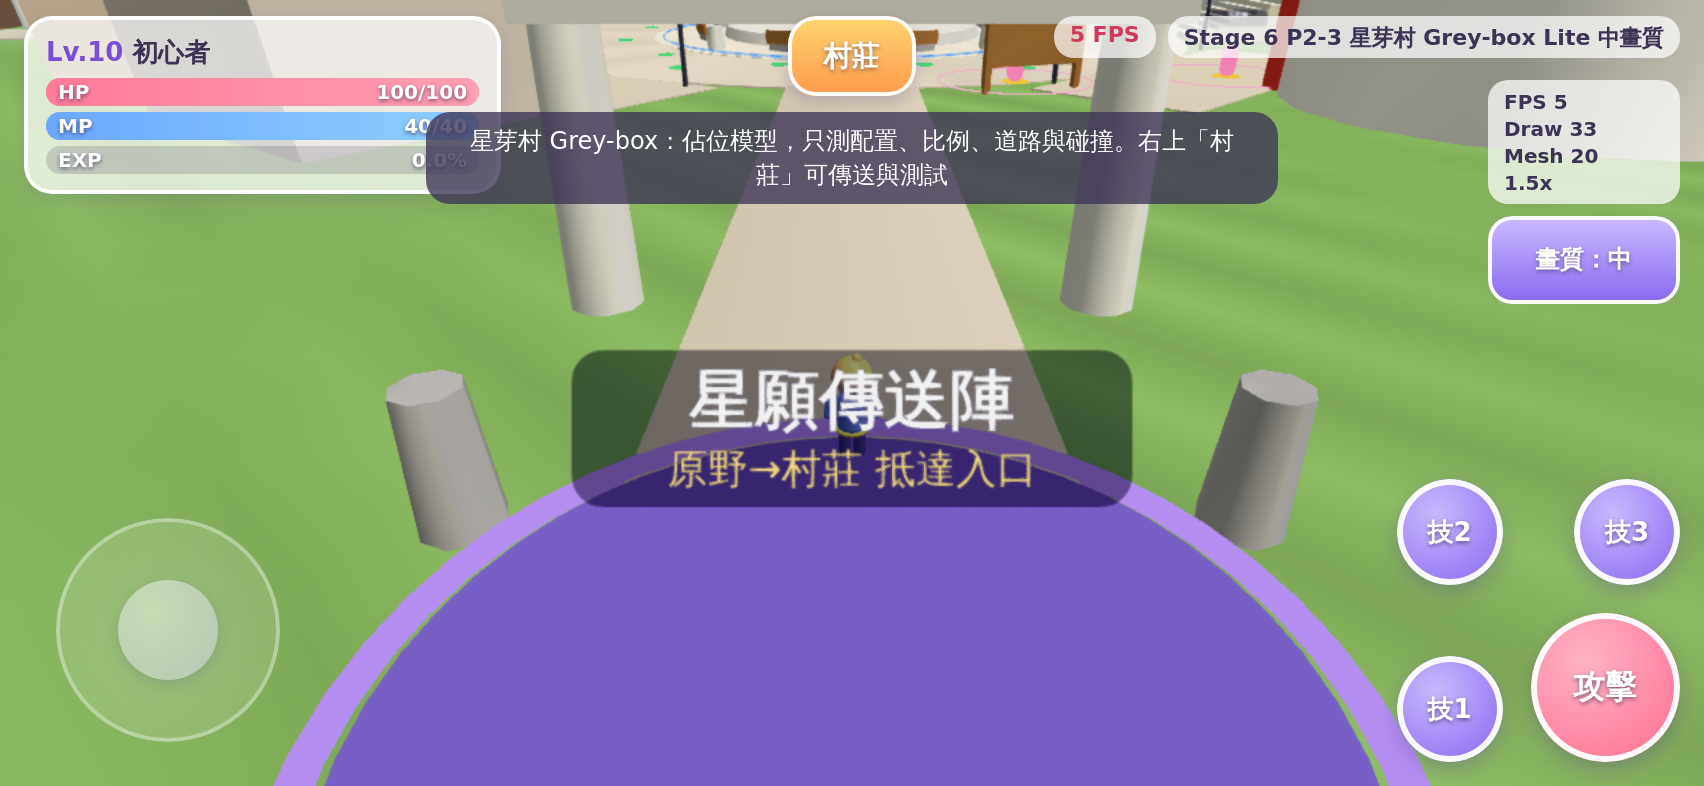 Lv.10 初心者
HP 100/100
MP 40/40
EXP 0.0%
村莊
5 FPS
Stage 6 P2-3 星芽村 Grey-box Lite 中畫質
FPS 5
Draw 33
Mesh 20
1.5x
畫質：中
星芽村 Grey-box：佔位模型，只測配置、比例、道路與碰撞。右上「村
莊」可傳送與測試
星願傳送陣
原野→村莊 抵達入口
技2
技3
技1
攻擊